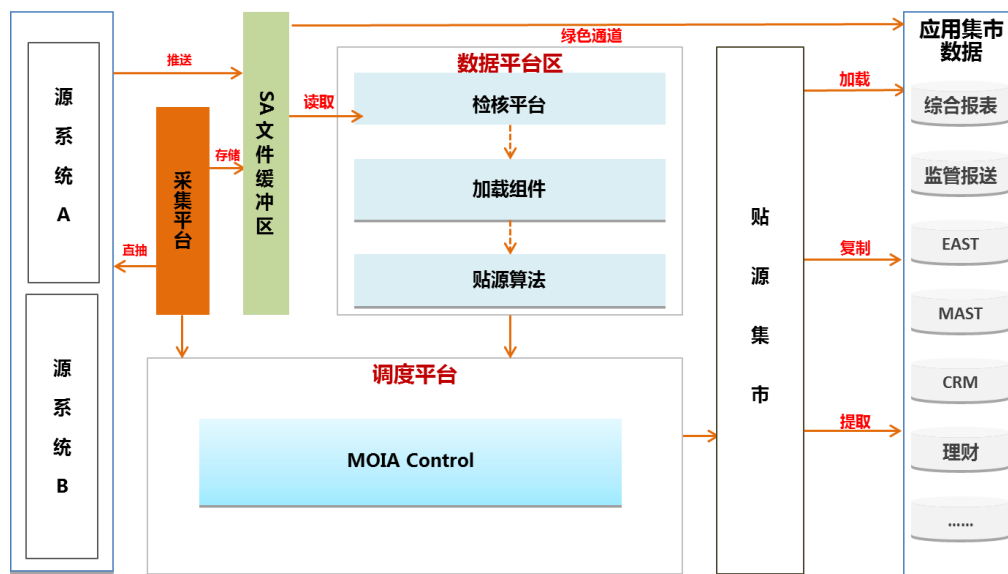 源系统A
源系统B
推送
直抽
采集平台
存储
SA文件缓冲区
绿色通道
读取
数据平台区
检核平台
加载组件
贴源算法
调度平台
MOIA Control
贴源集市
加载
复制
提取
应用集市
数据
综合报表
监管报送
EAST
MAST
CRM
理财
……